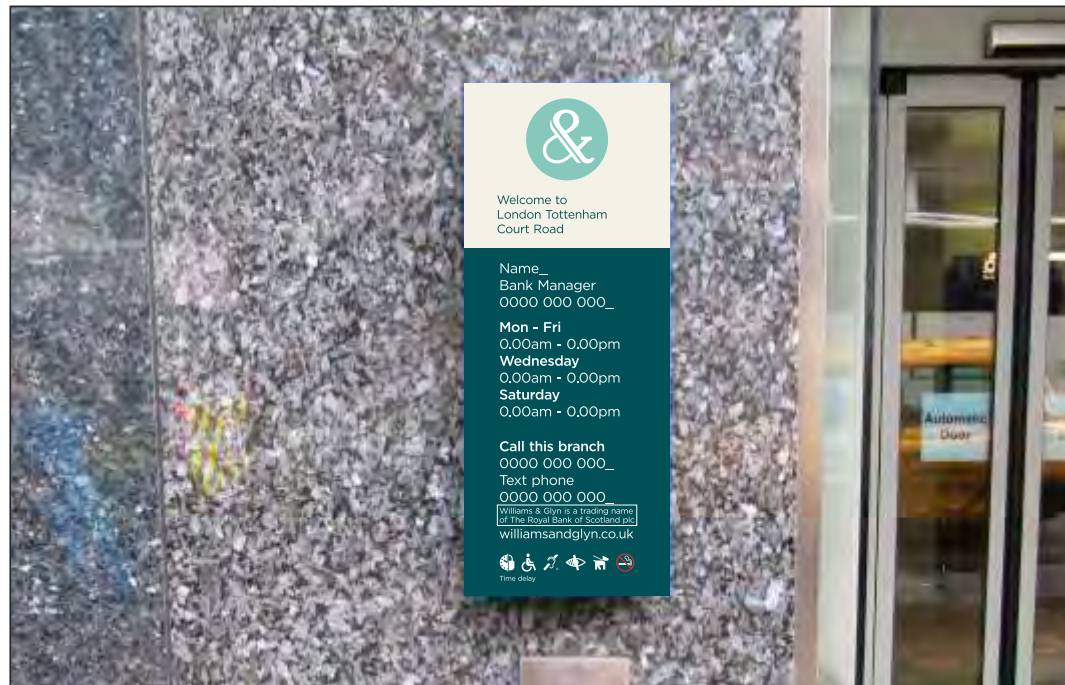 &
Welcome to
London Tottenham
Court Road
Name_
Bank Manager
0000 000 000_
Mon - Fri
0.00am - 0.00pm
Wednesday
0.00am - 0.00pm
Saturday
0.00am - 0.00pm
Call this branch
0000 000 000_
Text phone
0000 000 000_
Williams & Glyn is a trading name
of The Royal Bank of Scotland plc
williamsandglyn.co.uk
Time delay
Automatic
Door